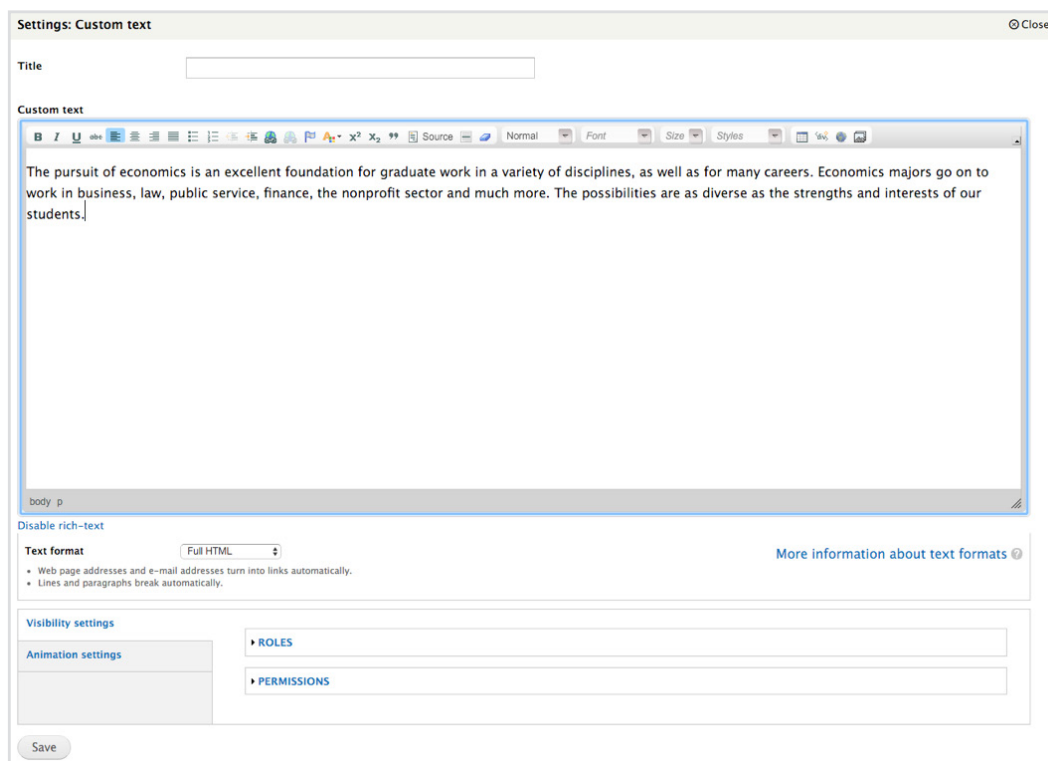 Settings: Custom text
Close
Title
Custom text
B I U abc x² x₂ ” Source Normal Font Size Styles
The pursuit of economics is an excellent foundation for graduate work in a variety of disciplines, as well as for many careers. Economics majors go on to
work in business, law, public service, finance, the nonprofit sector and much more. The possibilities are as diverse as the strengths and interests of our
students.
body p
Disable rich-text
Text format Full HTML
More information about text formats ?
• Web page addresses and e-mail addresses turn into links automatically.
• Lines and paragraphs break automatically.
Visibility settings
Animation settings
ROLES
PERMISSIONS
Save